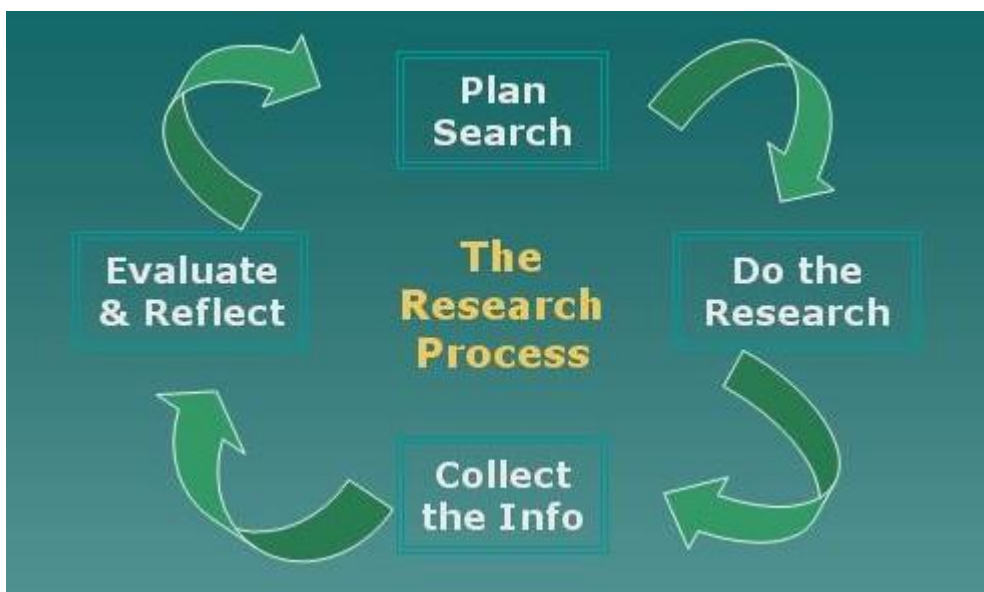 Plan
Search
Do the
Research
Collect
the Info
Evaluate
& Reflect
The
Research
Process